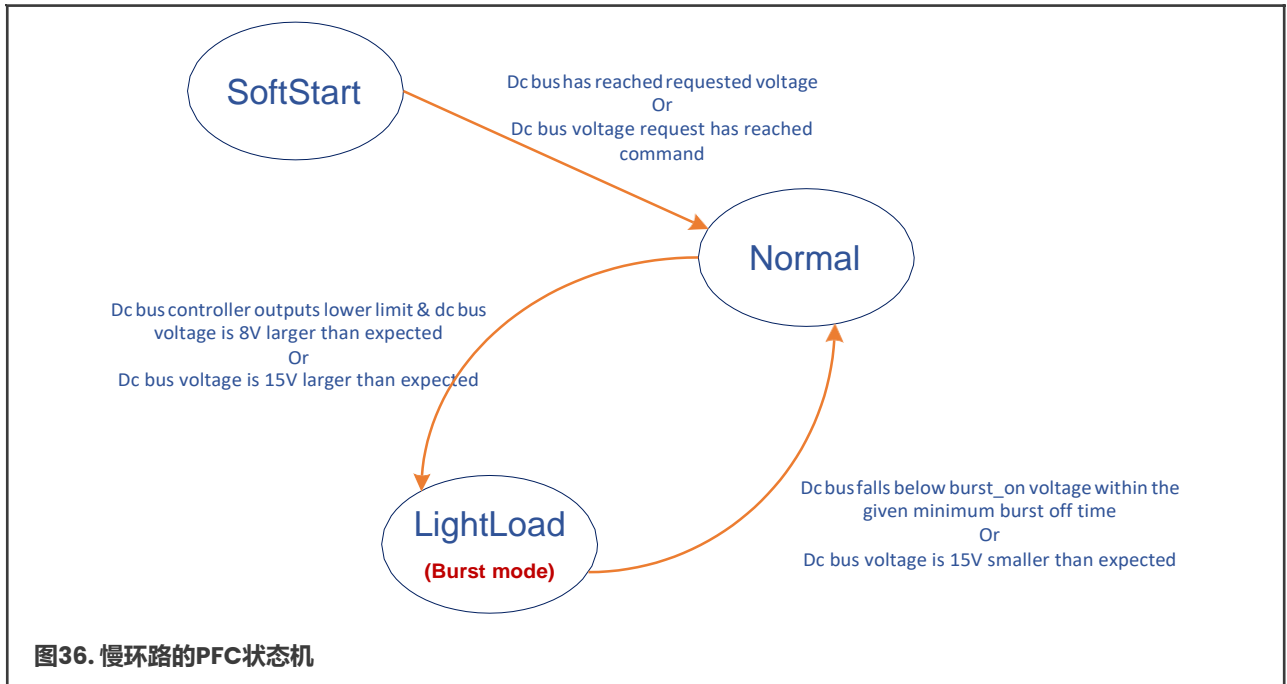 SoftStart
Dc bus has reached requested voltage
Or
Dc bus voltage request has reached
command
Normal
Dc bus controller outputs lower limit & dc bus
voltage is 8V larger than expected
Or
Dc bus voltage is 15V larger than expected
LightLoad
(Burst mode)
Dc bus falls below burst_on voltage within the
given minimum burst off time
Or
Dc bus voltage is 15V smaller than expected
图36. 慢环路的PFC状态机